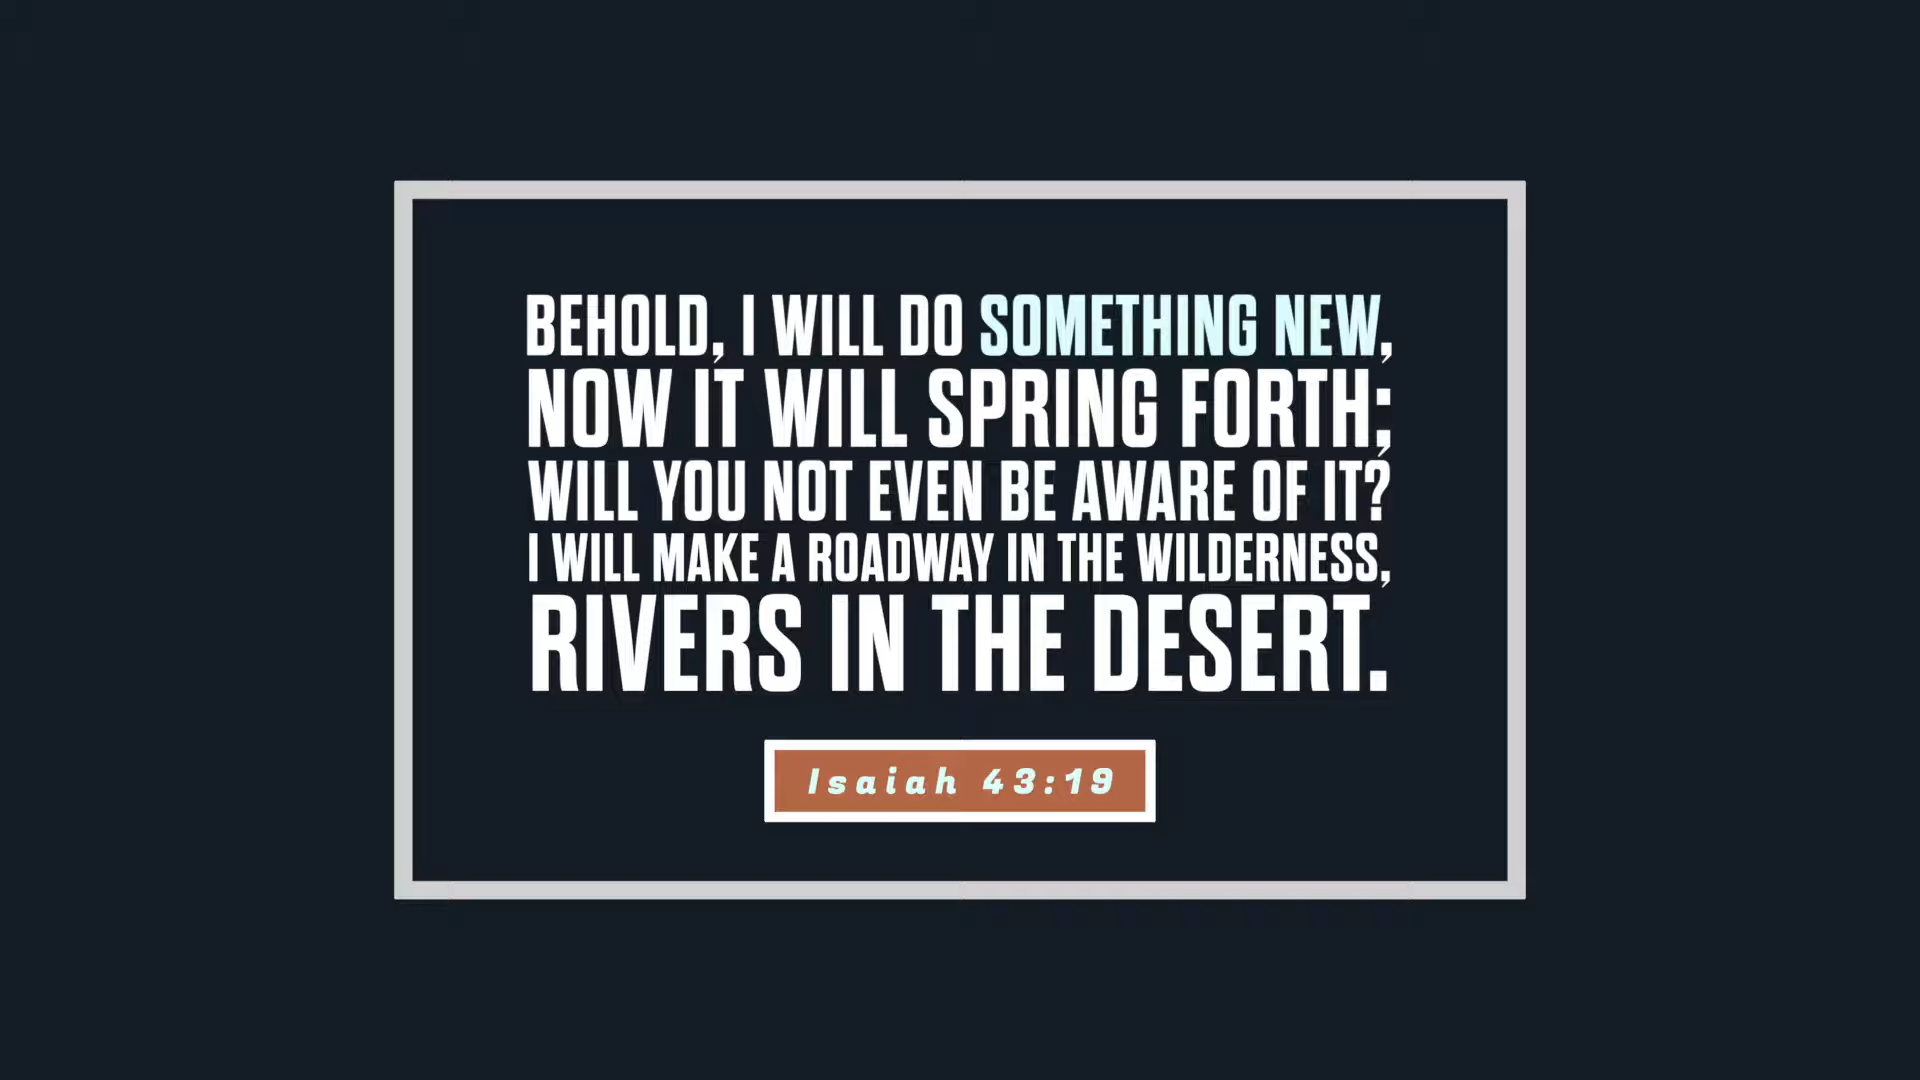 BEHOLD, I WILL DO SOMETHING NEW,
NOW IT WILL SPRING FORTH;
WILL YOU NOT EVEN BE AWARE OF IT?
I WILL MAKE A ROADWAY IN THE WILDERNESS,
RIVERS IN THE DESERT.
Isaiah 43:19